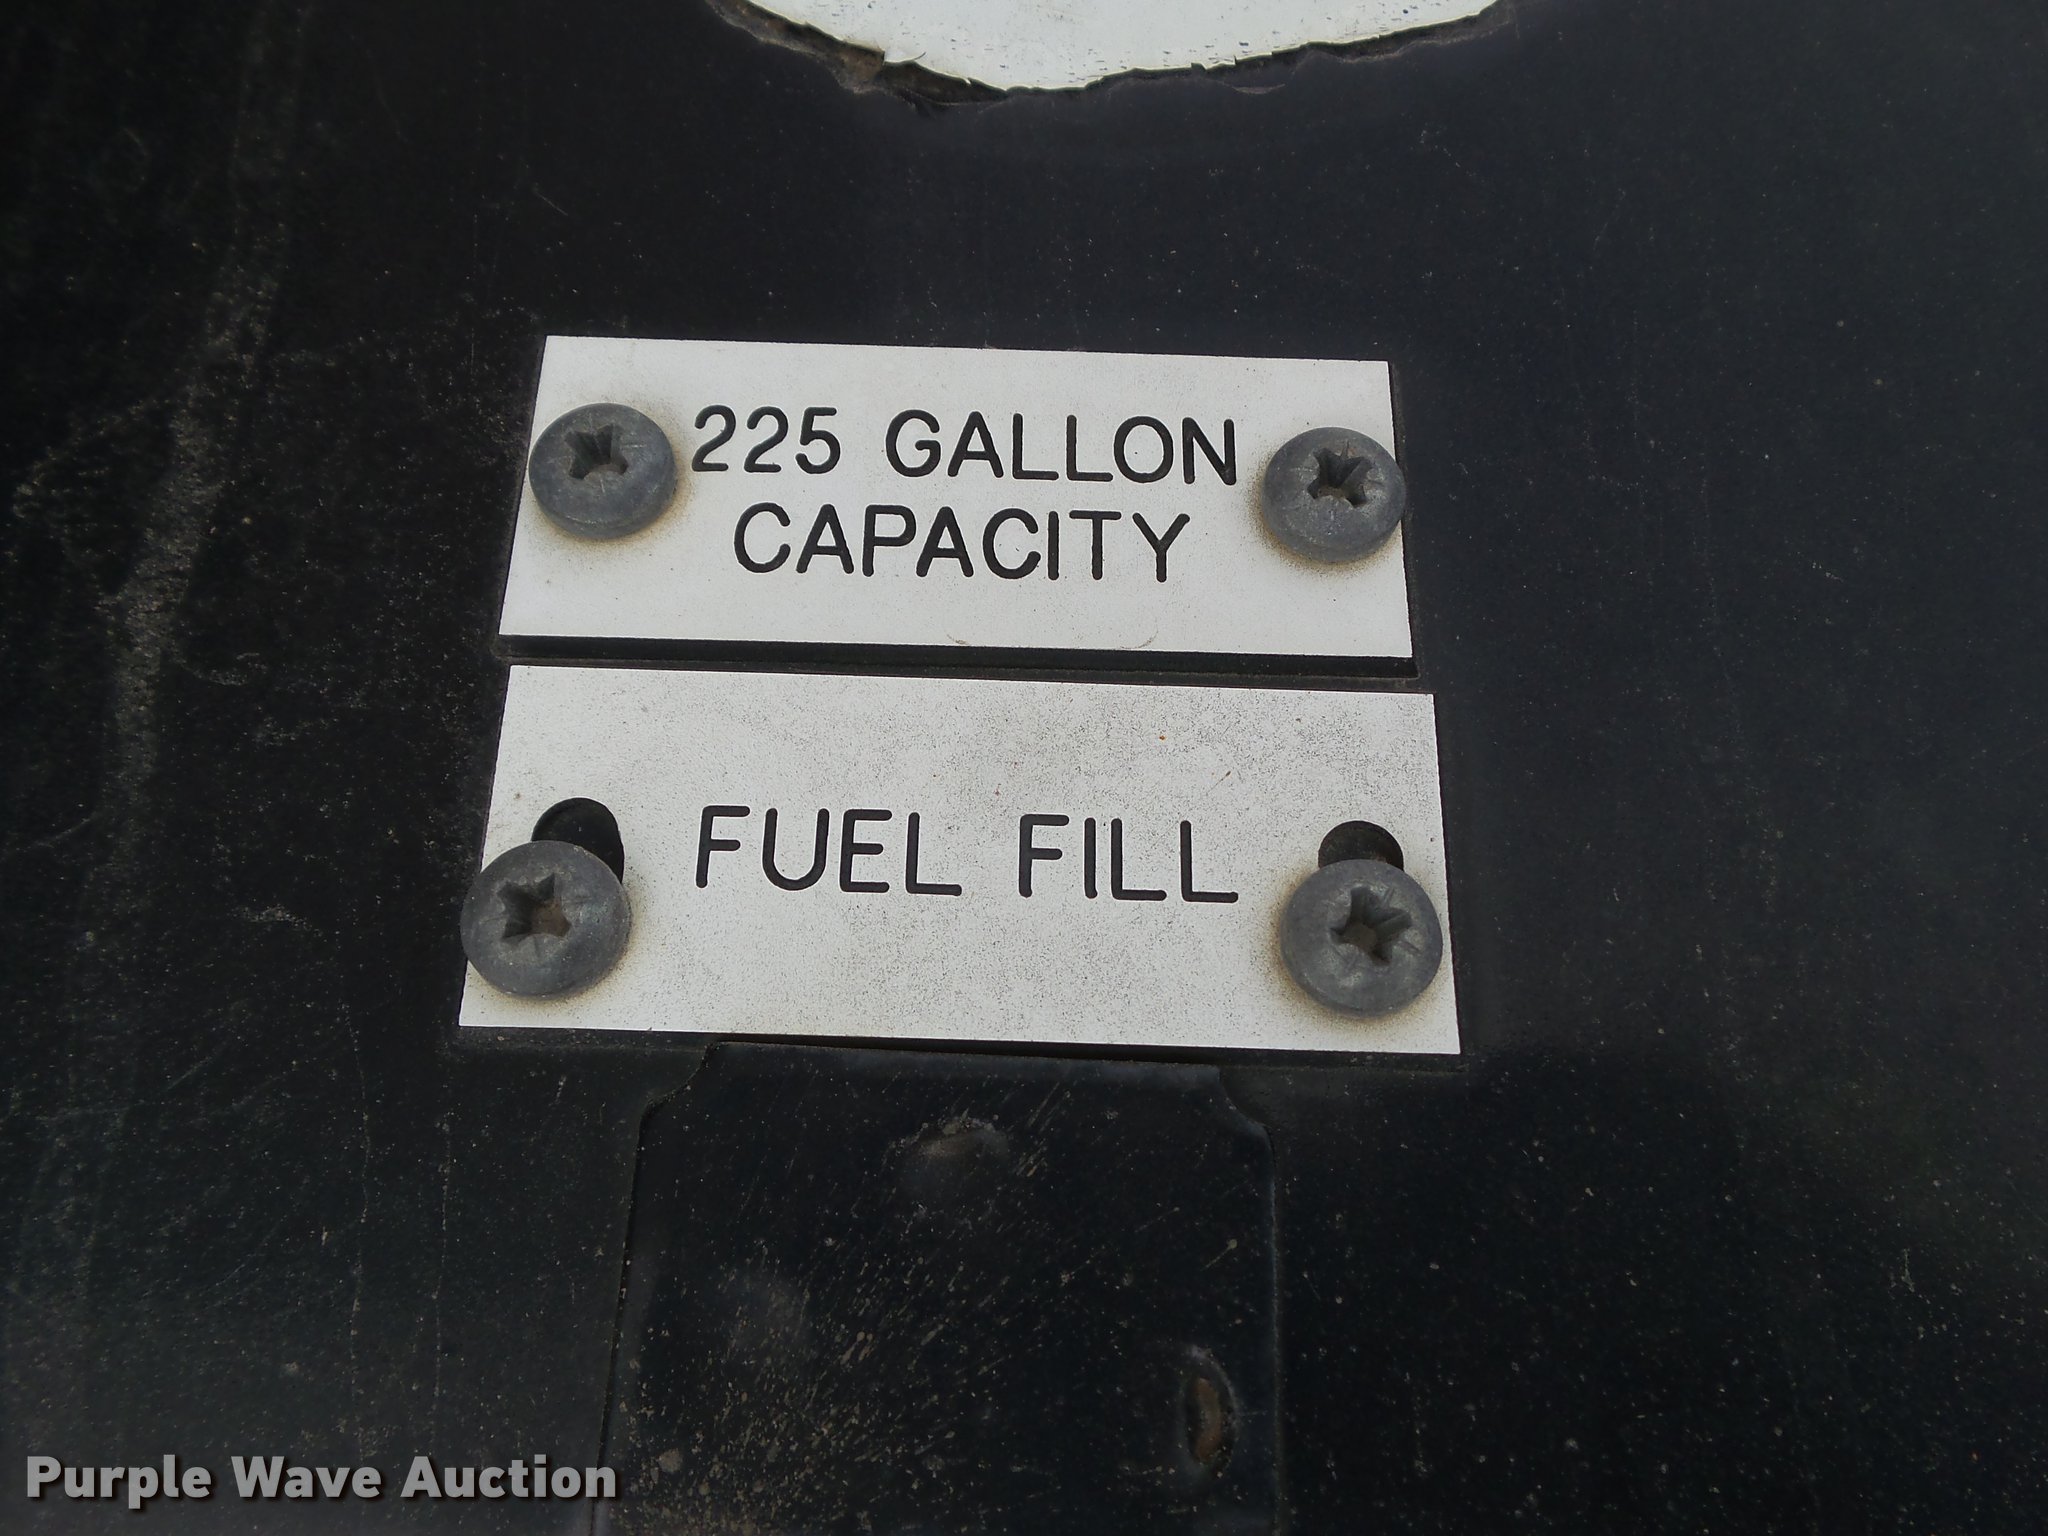 225 GALLON
CAPACITY
FUEL FILL
Purple Wave Auction